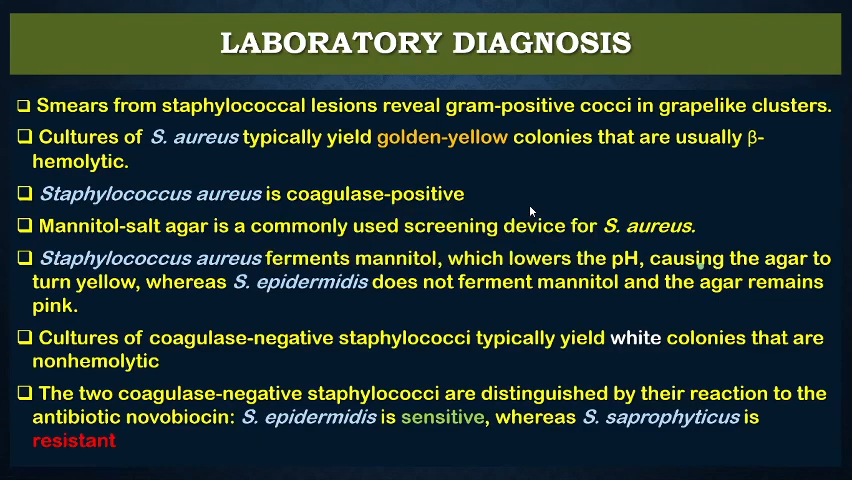 LABORATORY DIAGNOSIS
Smears from staphylococcal lesions reveal gram-positive cocci in grapelike clusters.
Cultures of S. aureus typically yield golden-yellow colonies that are usually β-
hemolytic.
Staphylococcus aureus is coagulase-positive
Mannitol-salt agar is a commonly used screening device for S. aureus.
Staphylococcus aureus ferments mannitol, which lowers the pH, causing the agar to
turn yellow, whereas S. epidermidis does not ferment mannitol and the agar remains
pink.
Cultures of coagulase-negative staphylococci typically yield white colonies that are
nonhemolytic
The two coagulase-negative staphylococci are distinguished by their reaction to the
antibiotic novobiocin: S. epidermidis is sensitive, whereas S. saprophyticus is
resistant